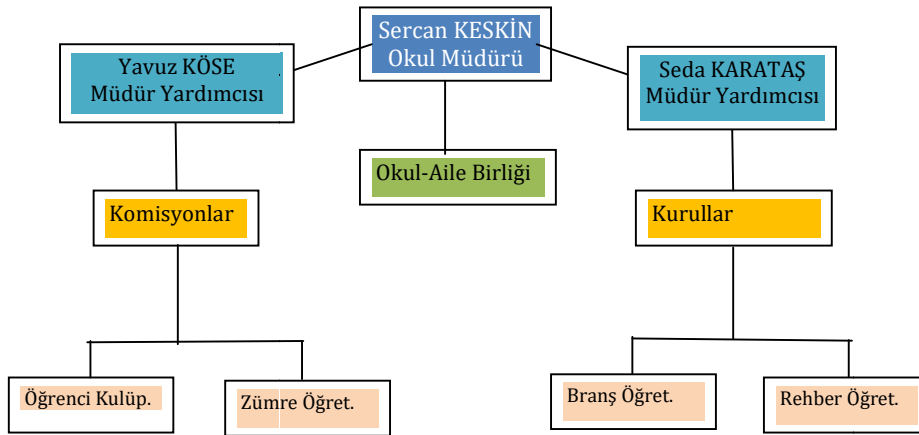 Sercan KESKİN
Okul Müdürü
Yavuz KÖSE
Müdür Yardımcısı
Seda KARATAŞ
Müdür Yardımcısı
Okul-Aile Birliği
Komisyonlar
Kurullar
Öğrenci Kulüp.
Zümre Öğret.
Branş Öğret.
Rehber Öğret.